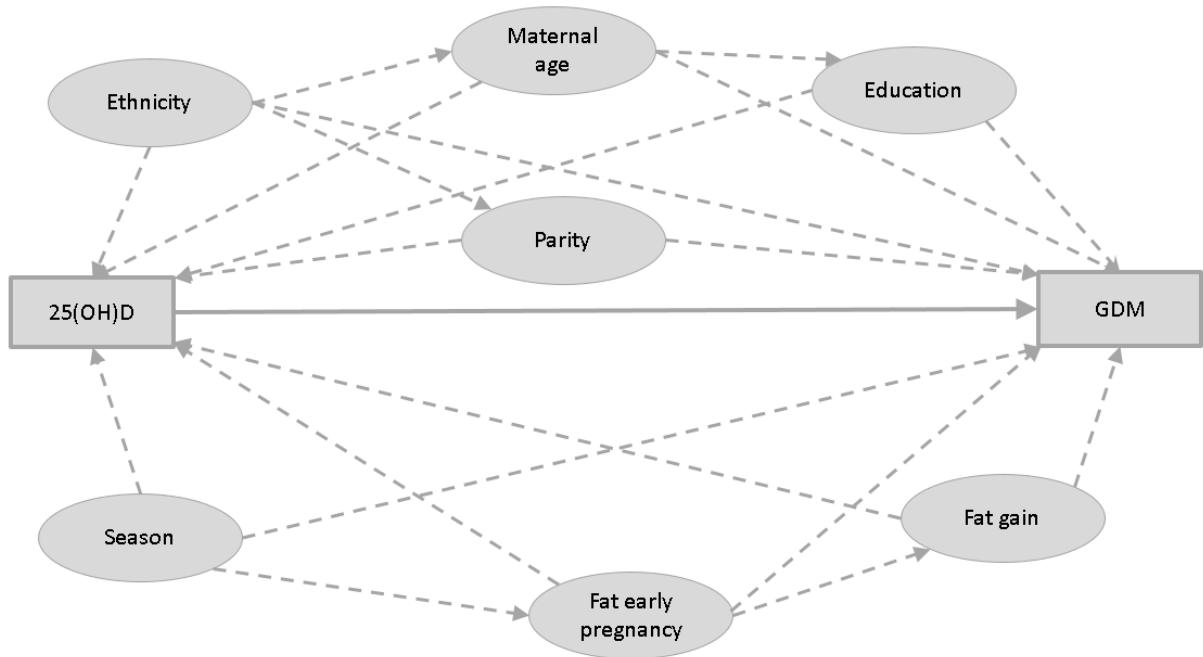 Maternal
age
Ethnicity
Education
Parity
25(OH)D
GDM
Season
Fat gain
Fat early
pregnancy